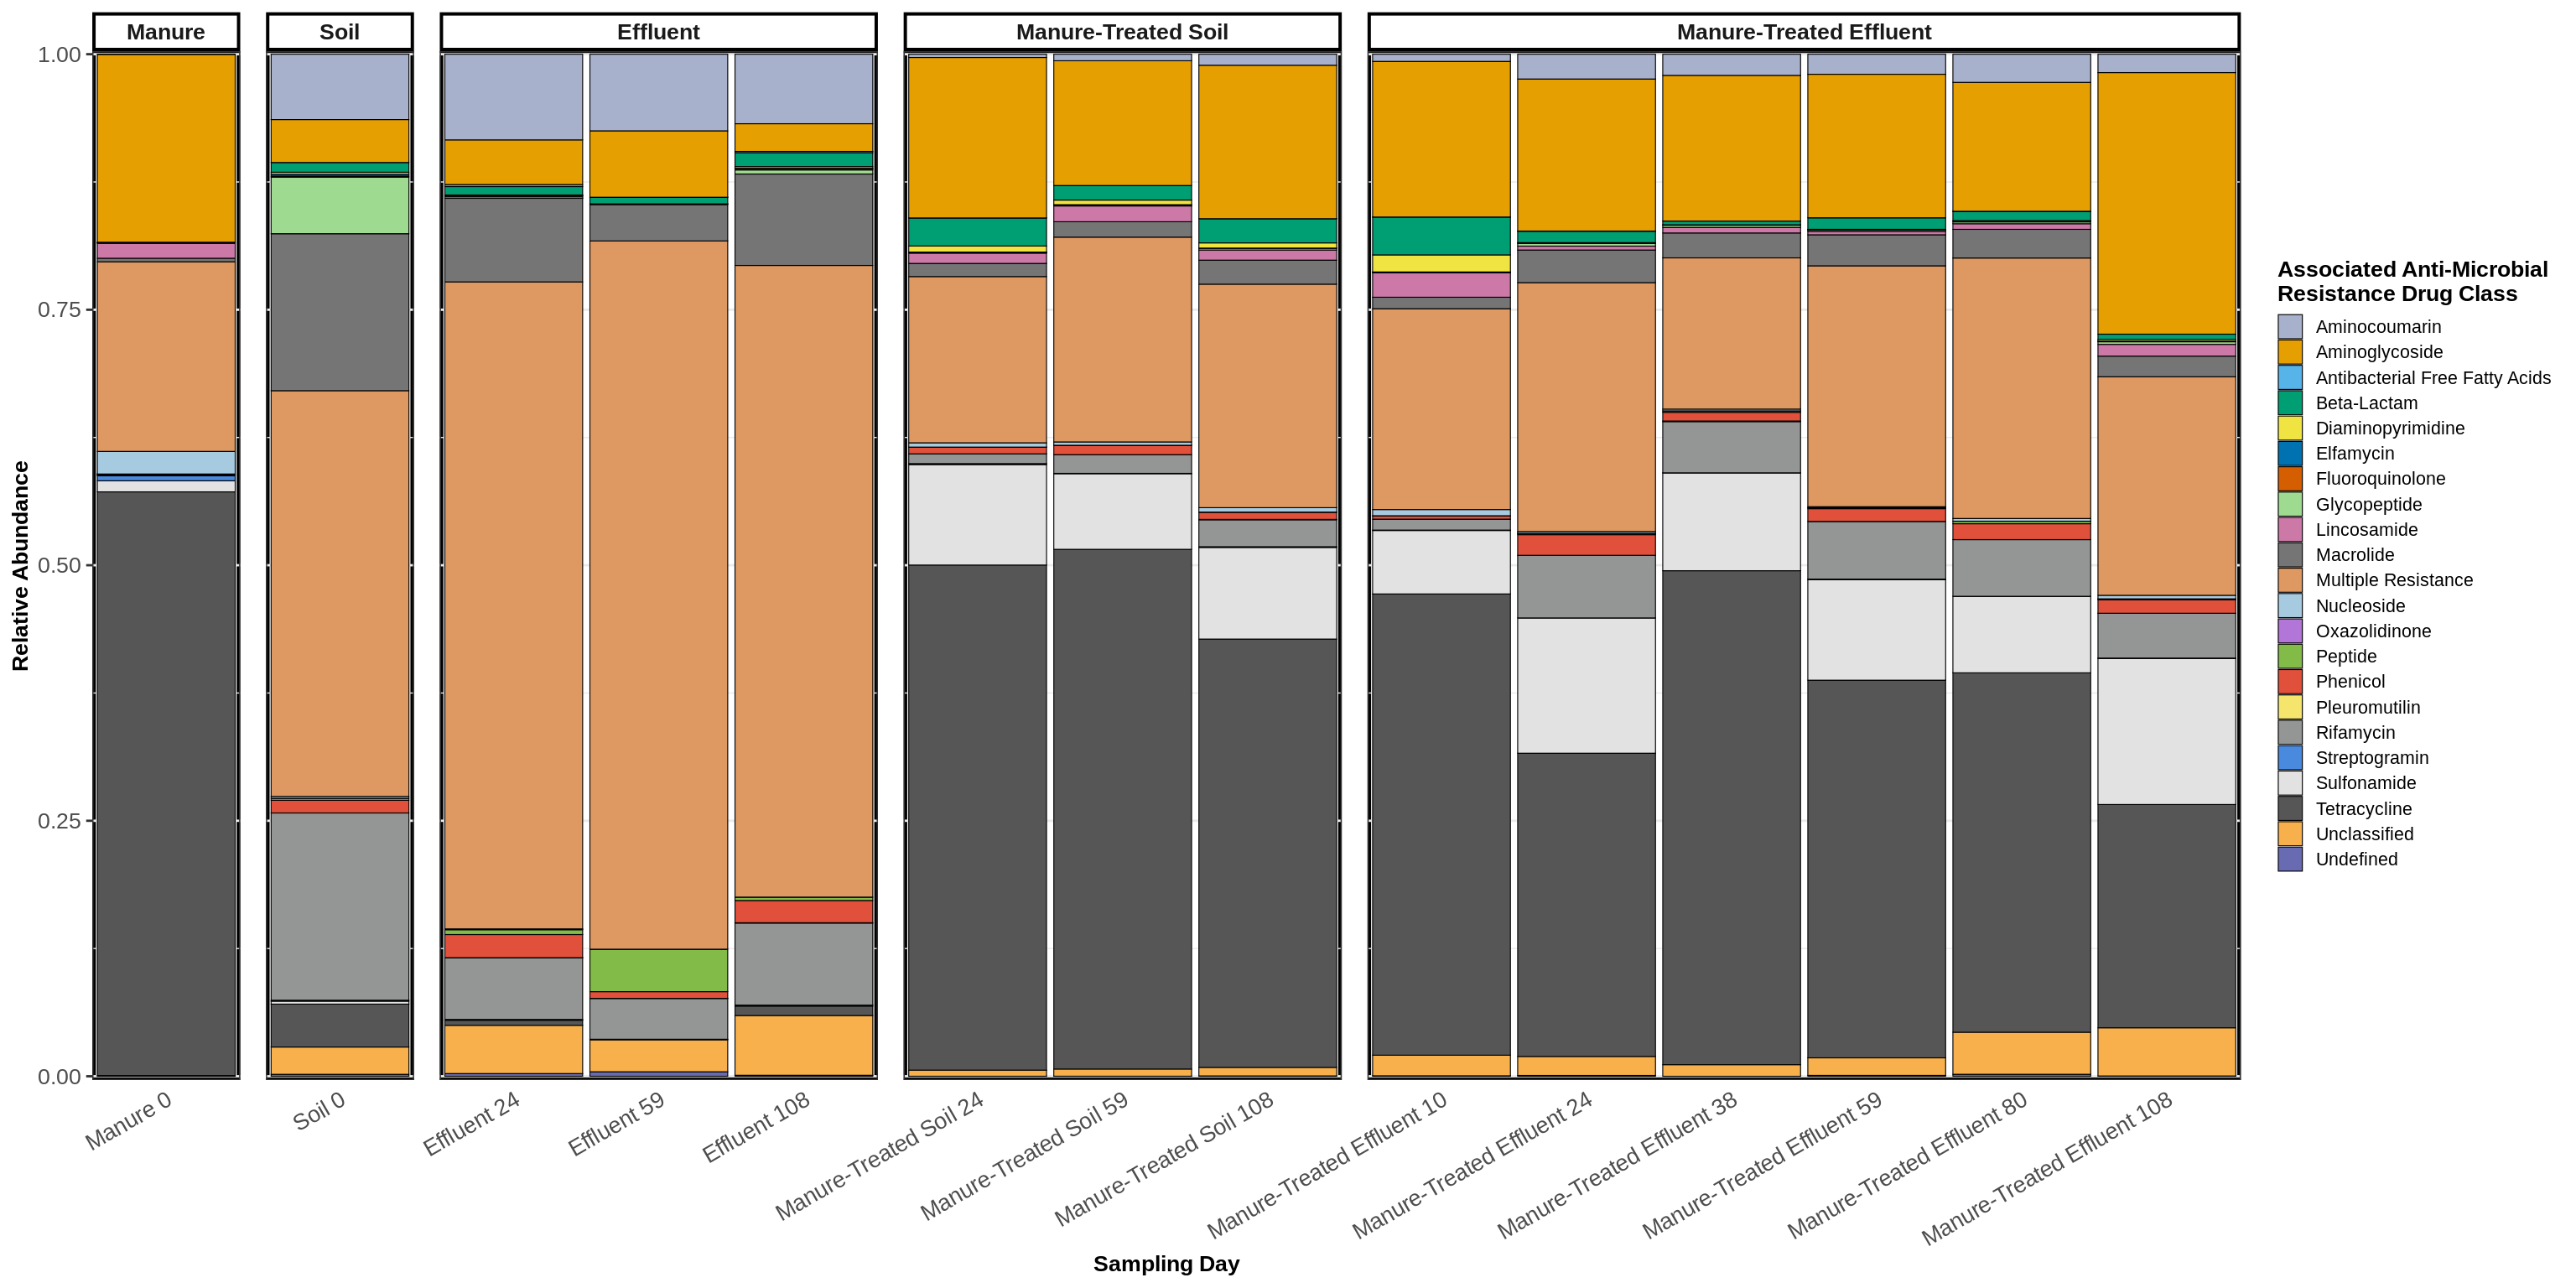 Manure
Soil
Effluent
Manure-Treated Soil
Manure-Treated Effluent
1.00
0.75
0.50
0.25
0.00
Relative Abundance
Manure 0
Soil 0
Effluent 24
Effluent 59
Effluent 108
Manure-Treated Soil 24
Manure-Treated Soil 59
Manure-Treated Soil 108
Manure-Treated Effluent 10
Manure-Treated Effluent 24
Manure-Treated Effluent 38
Manure-Treated Effluent 59
Manure-Treated Effluent 80
Manure-Treated Effluent 108
Sampling Day
Associated Anti-Microbial
Resistance Drug Class
Aminocoumarin
Aminoglycoside
Antibacterial Free Fatty Acids
Beta-Lactam
Diaminopyrimidine
Elfamycin
Fluoroquinolone
Glycopeptide
Lincosamide
Macrolide
Multiple Resistance
Nucleoside
Oxazolidinone
Peptide
Phenicol
Pleuromutilin
Rifamycin
Streptogramin
Sulfonamide
Tetracycline
Unclassified
Undefined